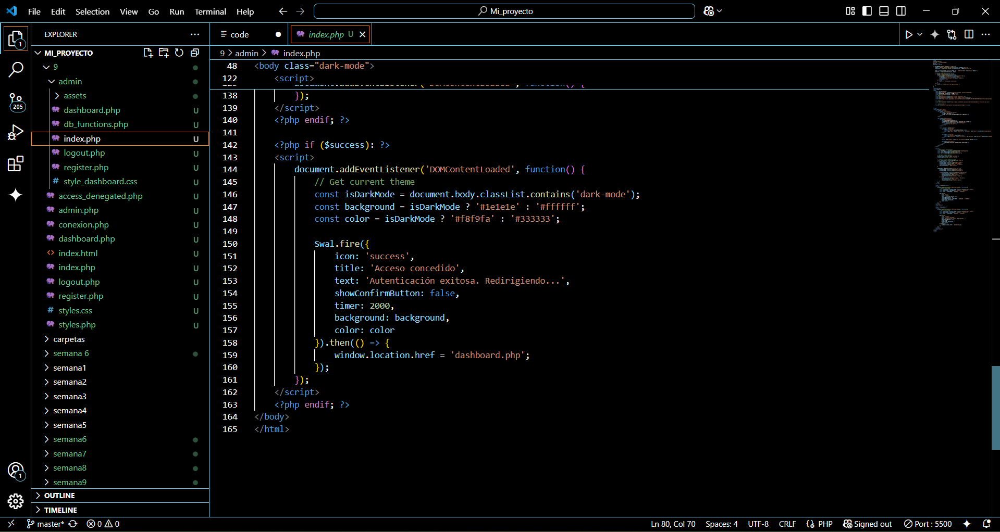 File Edit Selection View Go Run Terminal Help
Mi_proyecto
EXPLORER
MI_PROYECTO
9
admin
assets
dashboard.php U
db_functions.php U
index.php U
logout.php U
register.php U
style_dashboard.css U
access_denegated.php U
admin.php U
conexion.php U
dashboard.php U
index.html U
index.php U
logout.php U
register.php U
styles.css U
styles.php U
carpetas
semana 6
semana1
semana2
semana3
semana4
semana5
semana6
semana7
semana8
semana9
OUTLINE
TIMELINE
1
205
1
code
index.php U
9 > admin > index.php
48 <body class="dark-mode">
122 <script>
document.addEventListener('DOMContentLoaded', function() {
138 });
139 </script>
140 <?php endif; ?>
141
142 <?php if ($success): ?>
143 <script>
144 document.addEventListener('DOMContentLoaded', function() {
145 // Get current theme
146 const isDarkMode = document.body.classList.contains('dark-mode');
147 const background = isDarkMode ? '#1e1e1e' : '#ffffff';
148 const color = isDarkMode ? '#f8f9fa' : '#333333';
149
150 Swal.fire({
151 icon: 'success',
152 title: 'Acceso concedido',
153 text: 'Autenticación exitosa. Redirigiendo...',
154 showConfirmButton: false,
155 timer: 2000,
156 background: background,
157 color: color
158 }).then(() => {
159 window.location.href = 'dashboard.php';
160 });
161 });
162 </script>
163 <?php endif; ?>
164 </body>
165 </html>
master* 0 0 Ln 80, Col 70 Spaces: 4 UTF-8 CRLF PHP Signed out Port : 5500